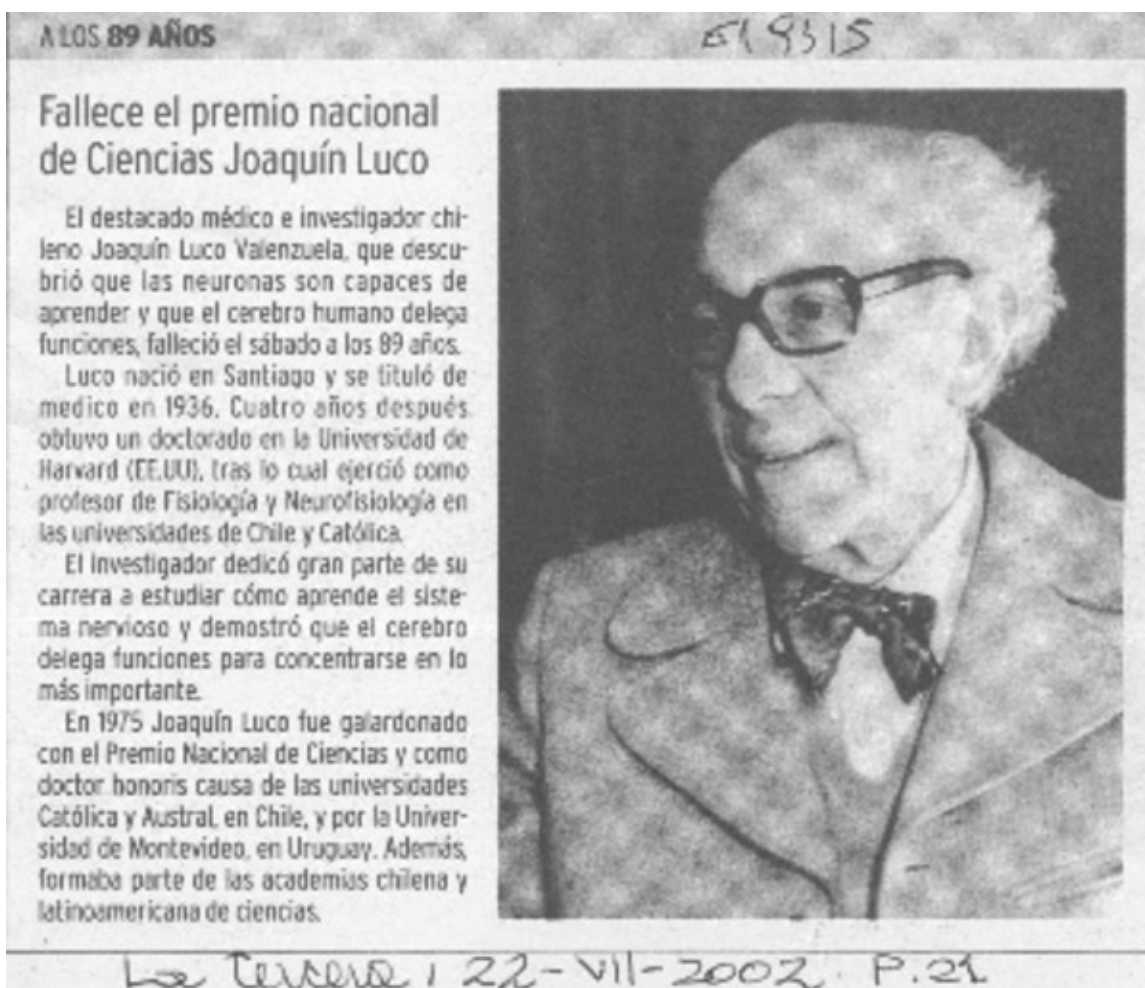 A LOS 89 AÑOS
Fallece el premio nacional
de Ciencias Joaquín Luco
El destacado médico e investigador chi-
leno Joaquín Luco Valenzuela, que descu-
brió que las neuronas son capaces de
aprender y que el cerebro humano delega
funciones, falleció el sábado a los 89 años.
Luco nació en Santiago y se tituló de
medico en 1936. Cuatro años después
obtuvo un doctorado en la Universidad de
Harvard (EE.UU), tras lo cual ejerció como
profesor de Fisiología y Neurofisiología en
las universidades de Chile y Católica.
El investigador dedicó gran parte de su
carrera a estudiar cómo aprende el siste-
ma nervioso y demostró que el cerebro
delega funciones para concentrarse en lo
más importante.
En 1975 Joaquín Luco fue galardonado
con el Premio Nacional de Ciencias y como
doctor honoris causa de las universidades
Católica y Austral, en Chile, y por la Univer-
sidad de Montevideo, en Uruguay. Además,
formaba parte de las academias chilena y
latinoamericana de ciencias.
La Tercera, 22-VII-2002 P.21